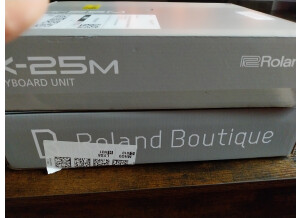 K-25M
Roland
KEYBOARD UNIT
Roland Boutique